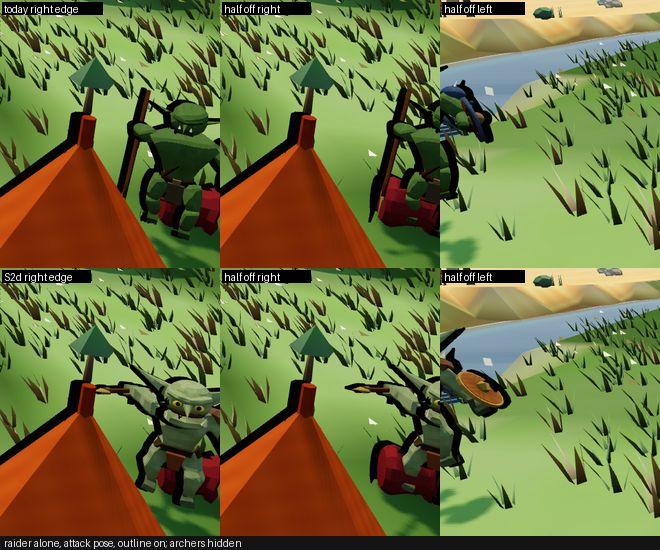 today right edge
half off right
half off left
S2d right edge
half off right
half off left
raider alone, attack pose, outline on; archers hidden